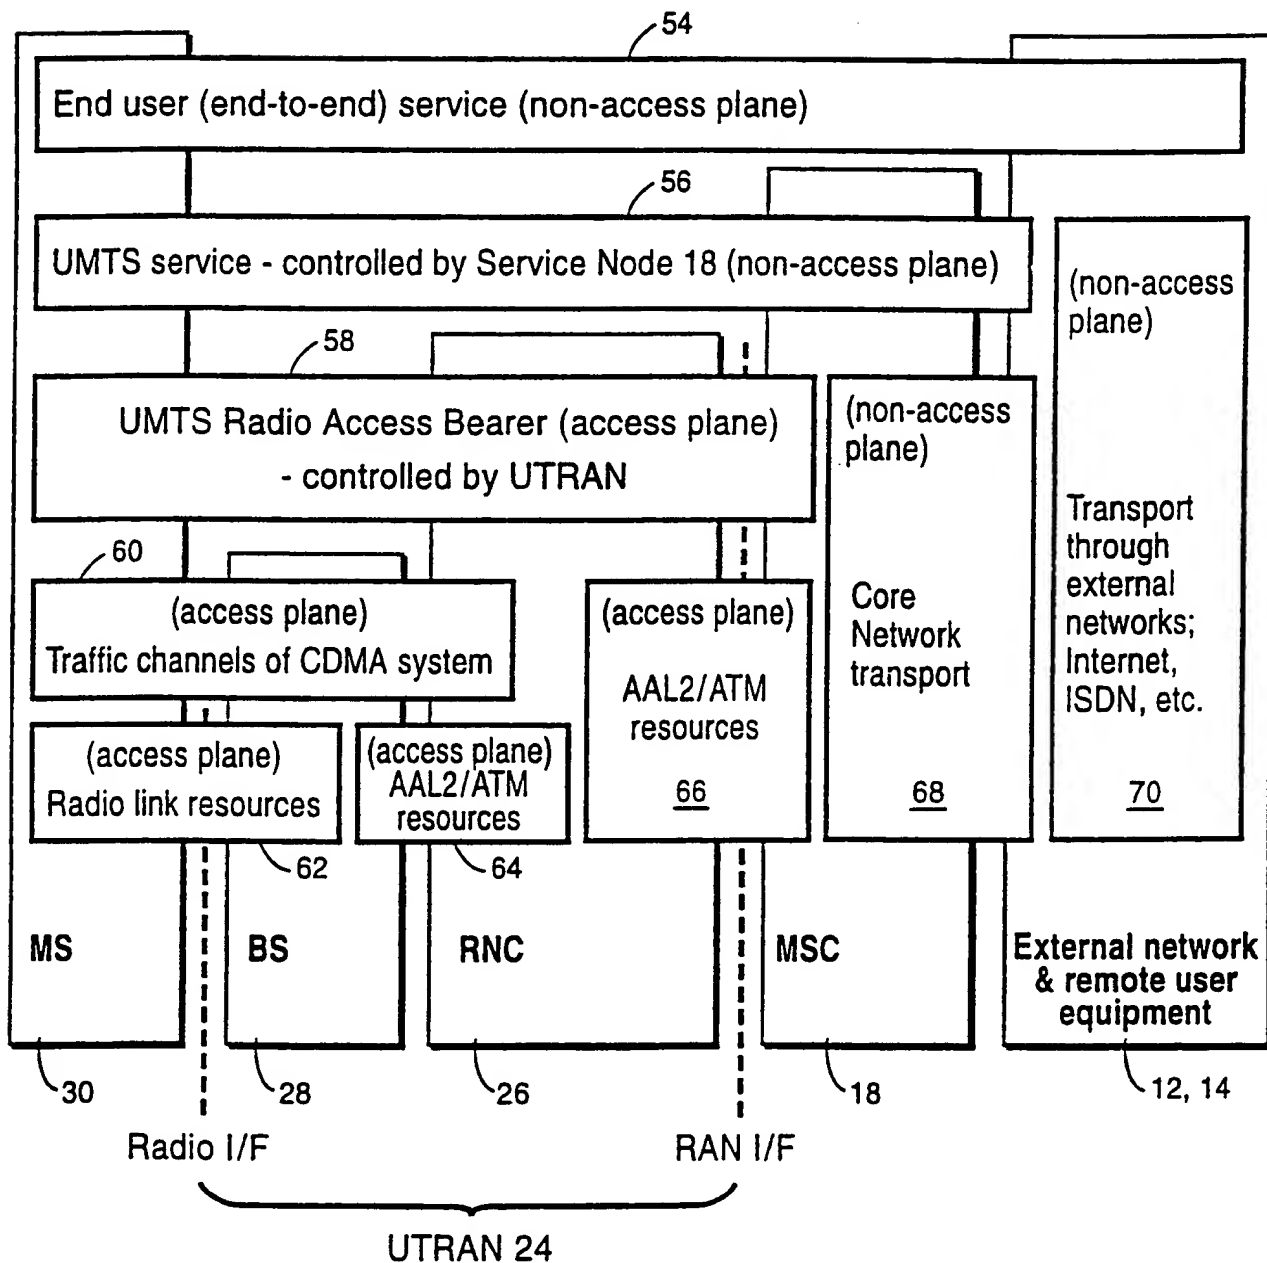 54
End user (end-to-end) service (non-access plane)
56
UMTS service - controlled by Service Node 18 (non-access plane)
(non-access
plane)
58
UMTS Radio Access Bearer (access plane)
- controlled by UTRAN
(non-access
plane)
Transport
through
external
networks;
Internet,
ISDN, etc.
60
(access plane)
Traffic channels of CDMA system
(access plane)
AAL2/ATM
resources
66
Core
Network
transport
68
70
(access plane)
Radio link resources
62
(access plane)
AAL2/ATM
resources
64
MS
BS
RNC
MSC
External network
& remote user
equipment
30
28
26
18
12, 14
Radio I/F
RAN I/F
UTRAN 24